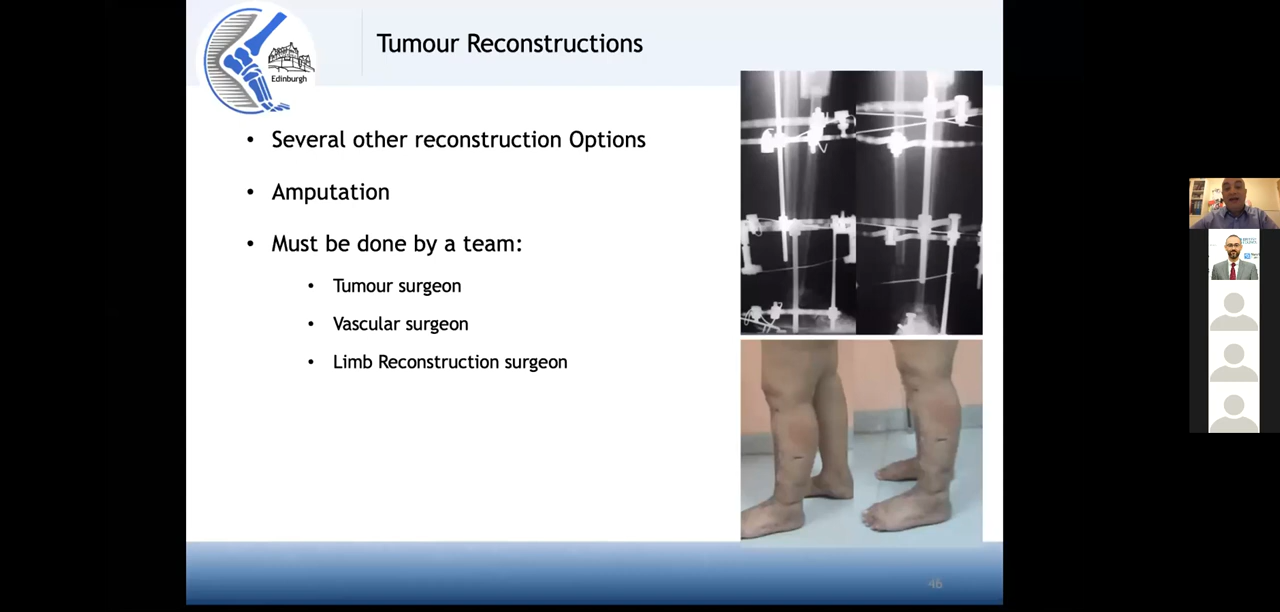 Tumour Reconstructions
Edinburgh
• Several other reconstruction Options
• Amputation
• Must be done by a team:
• Tumour surgeon
• Vascular surgeon
• Limb Reconstruction surgeon
46